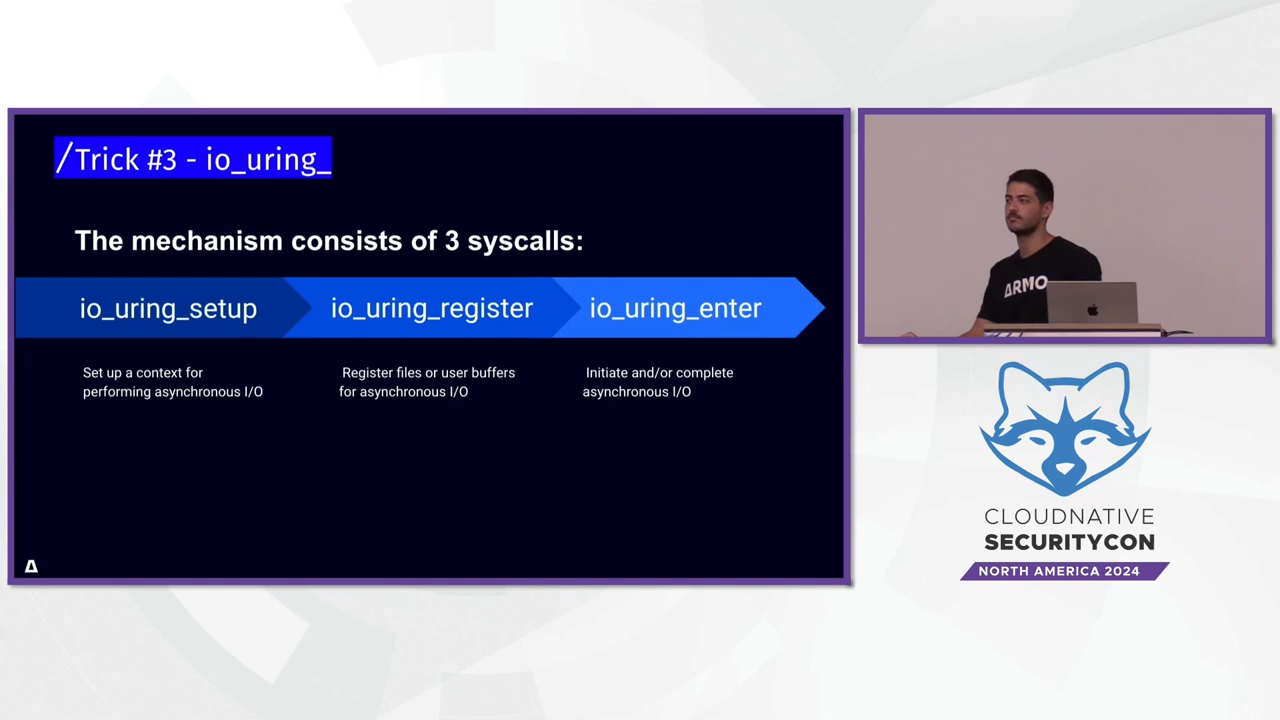 /Trick #3 - io_uring_
The mechanism consists of 3 syscalls:
io_uring_setup
io_uring_register
io_uring_enter
Set up a context for
performing asynchronous I/O
Register files or user buffers
for asynchronous I/O
Initiate and/or complete
asynchronous I/O
ARMO
CLOUDNATIVE
SECURITYCON
NORTH AMERICA 2024